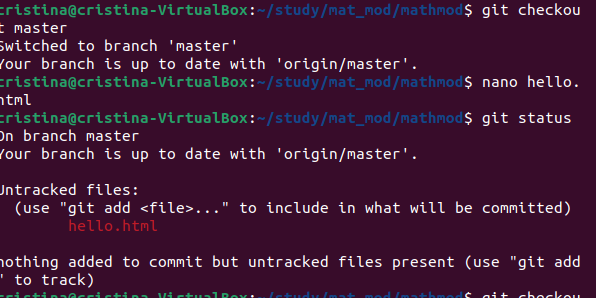 cristina@cristina-VirtualBox:~/study/mat_mod/mathmod$ git checkou
t master
Switched to branch 'master'
Your branch is up to date with 'origin/master'.
cristina@cristina-VirtualBox:~/study/mat_mod/mathmod$ nano hello.
html
cristina@cristina-VirtualBox:~/study/mat_mod/mathmod$ git status
On branch master
Your branch is up to date with 'origin/master'.
Untracked files:
(use "git add <file>..." to include in what will be committed)
hello.html
nothing added to commit but untracked files present (use "git add
" to track)
cristina@cristina-VirtualBox:~/study/mat_mod/mathmod$ git checkou